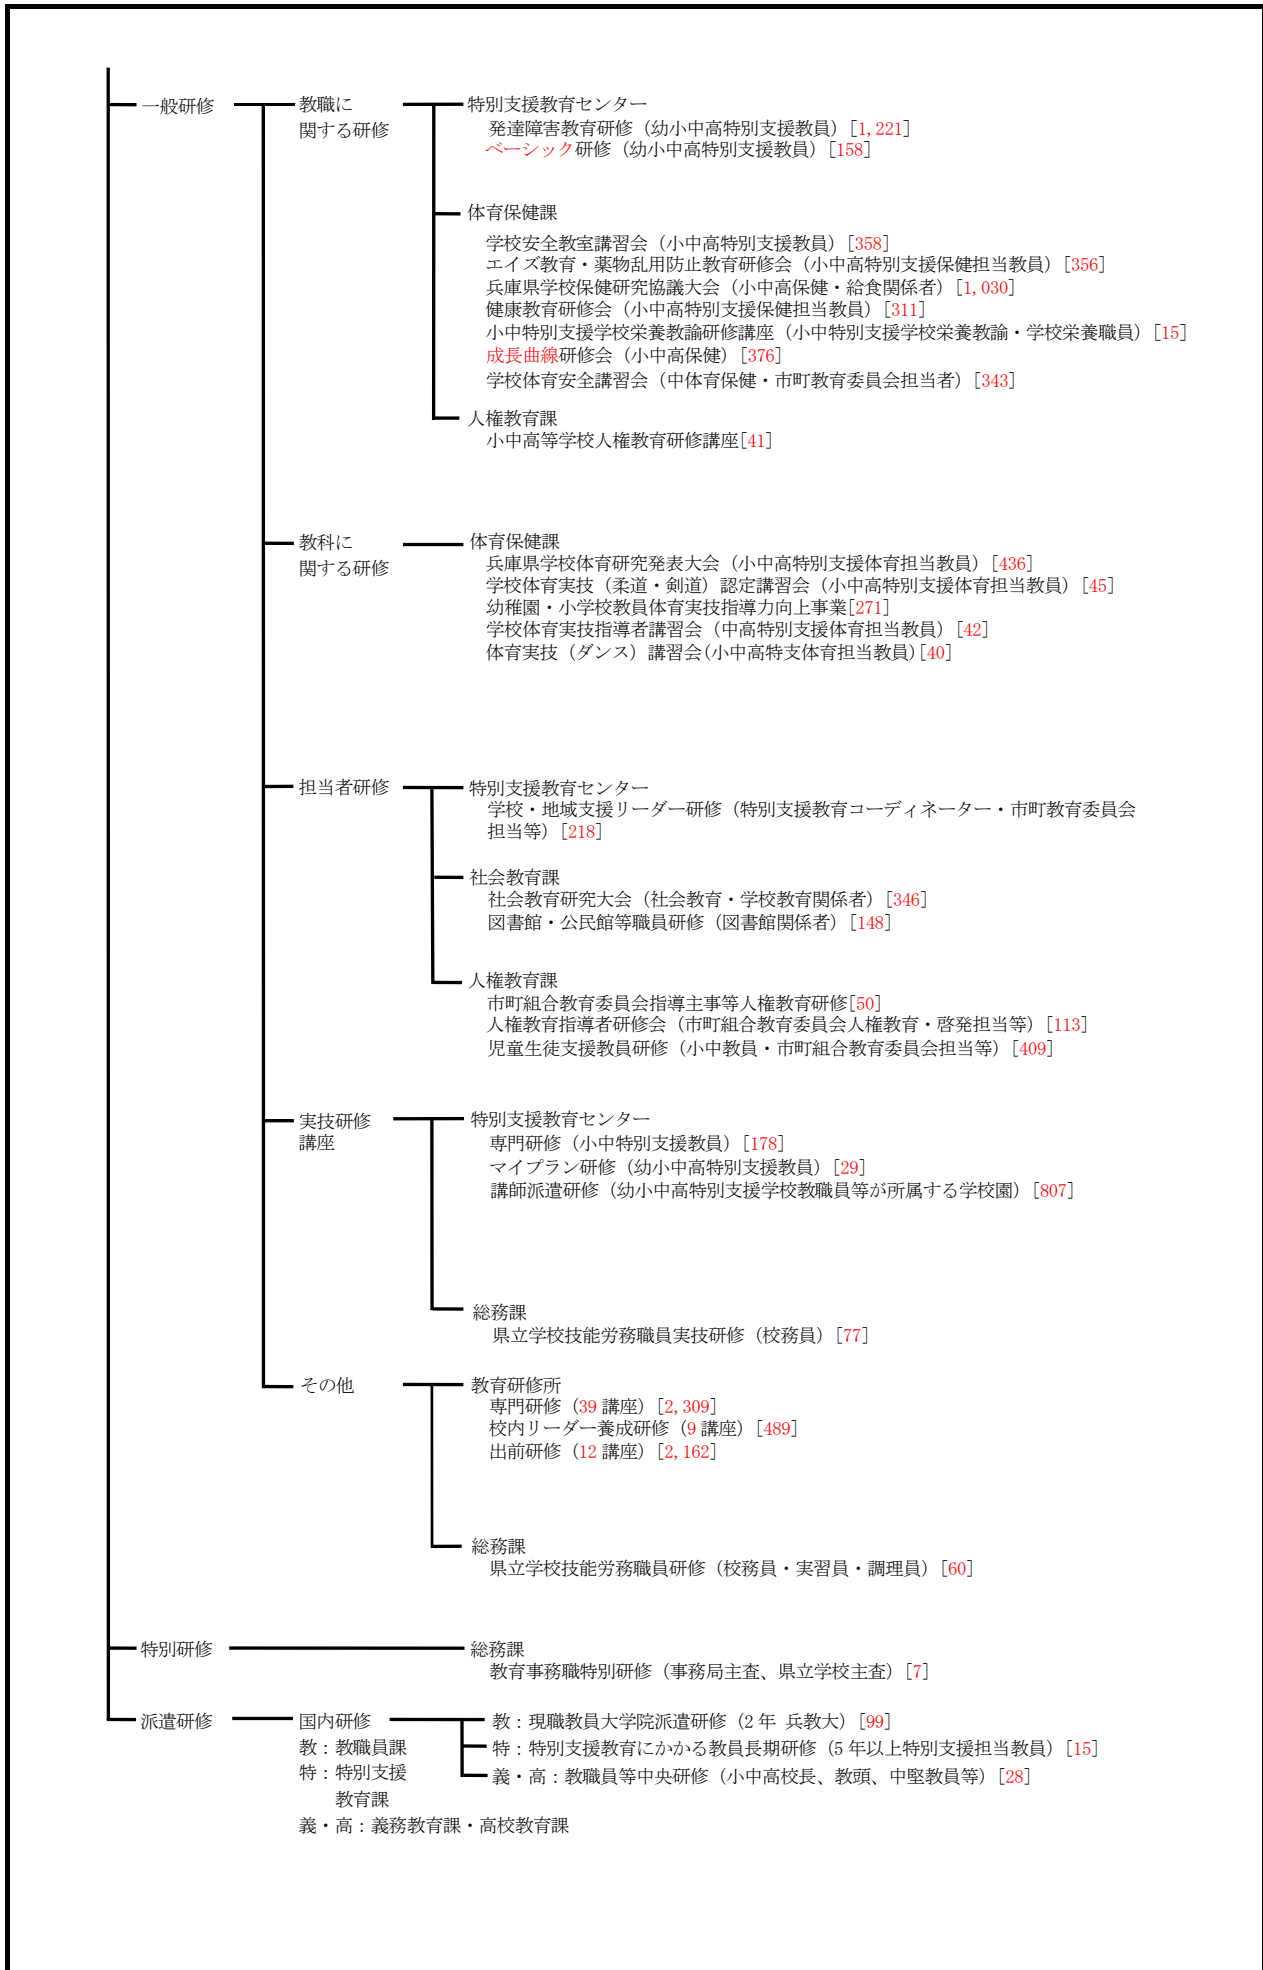 一般研修
教職に
関する研修
特別支援教育センター
発達障害教育研修（幼小中高特別支援教員）[1,221]
ベーシック研修（幼小中高特別支援教員）[158]
体育保健課
学校安全教室講習会（小中高特別支援教員）[358]
エイズ教育・薬物乱用防止教育研修会（小中高特別支援保健担当教員）[356]
兵庫県学校保健研究協議大会（小中高保健・給食関係者）[1,030]
健康教育研修会（小中高特別支援保健担当教員）[311]
小中特別支援学校栄養教諭研修講座（小中特別支援学校栄養教諭・学校栄養職員）[15]
成長曲線研修会（小中高保健）[376]
学校体育安全講習会（中体育保健・市町教育委員会担当者）[343]
人権教育課
小中高等学校人権教育研修講座[41]
教科に
関する研修
体育保健課
兵庫県学校体育研究発表大会（小中高特別支援体育担当教員）[436]
学校体育実技（柔道・剣道）認定講習会（小中高特別支援体育担当教員）[45]
幼稚園・小学校教員体育実技指導力向上事業[271]
学校体育実技指導者講習会（中高特別支援体育担当教員）[42]
体育実技（ダンス）講習会(小中高特支体育担当教員)[40]
担当者研修
特別支援教育センター
学校・地域支援リーダー研修（特別支援教育コーディネーター・市町教育委員会
担当等）[218]
社会教育課
社会教育研究大会（社会教育・学校教育関係者）[346]
図書館・公民館等職員研修（図書館関係者）[148]
人権教育課
市町組合教育委員会指導主事等人権教育研修[50]
人権教育指導者研修会（市町組合教育委員会人権教育・啓発担当等）[113]
児童生徒支援教員研修（小中教員・市町組合教育委員会担当等）[409]
実技研修
講座
特別支援教育センター
専門研修（小中特別支援教員）[178]
マイプラン研修（幼小中高特別支援教員）[29]
講師派遣研修（幼小中高特別支援学校教職員等が所属する学校園）[807]
総務課
県立学校技能労務職員実技研修（校務員）[77]
その他
教育研修所
専門研修（39 講座）[2,309]
校内リーダー養成研修（9 講座）[489]
出前研修（12 講座）[2,162]
総務課
県立学校技能労務職員研修（校務員・実習員・調理員）[60]
特別研修
総務課
教育事務職特別研修（事務局主査、県立学校主査）[7]
派遣研修
国内研修
教：教職員課
特：特別支援
教育課
義・高：義務教育課・高校教育課
教：現職教員大学院派遣研修（2 年 兵教大）[99]
特：特別支援教育にかかる教員長期研修（5 年以上特別支援担当教員）[15]
義・高：教職員等中央研修（小中高校長、教頭、中堅教員等）[28]